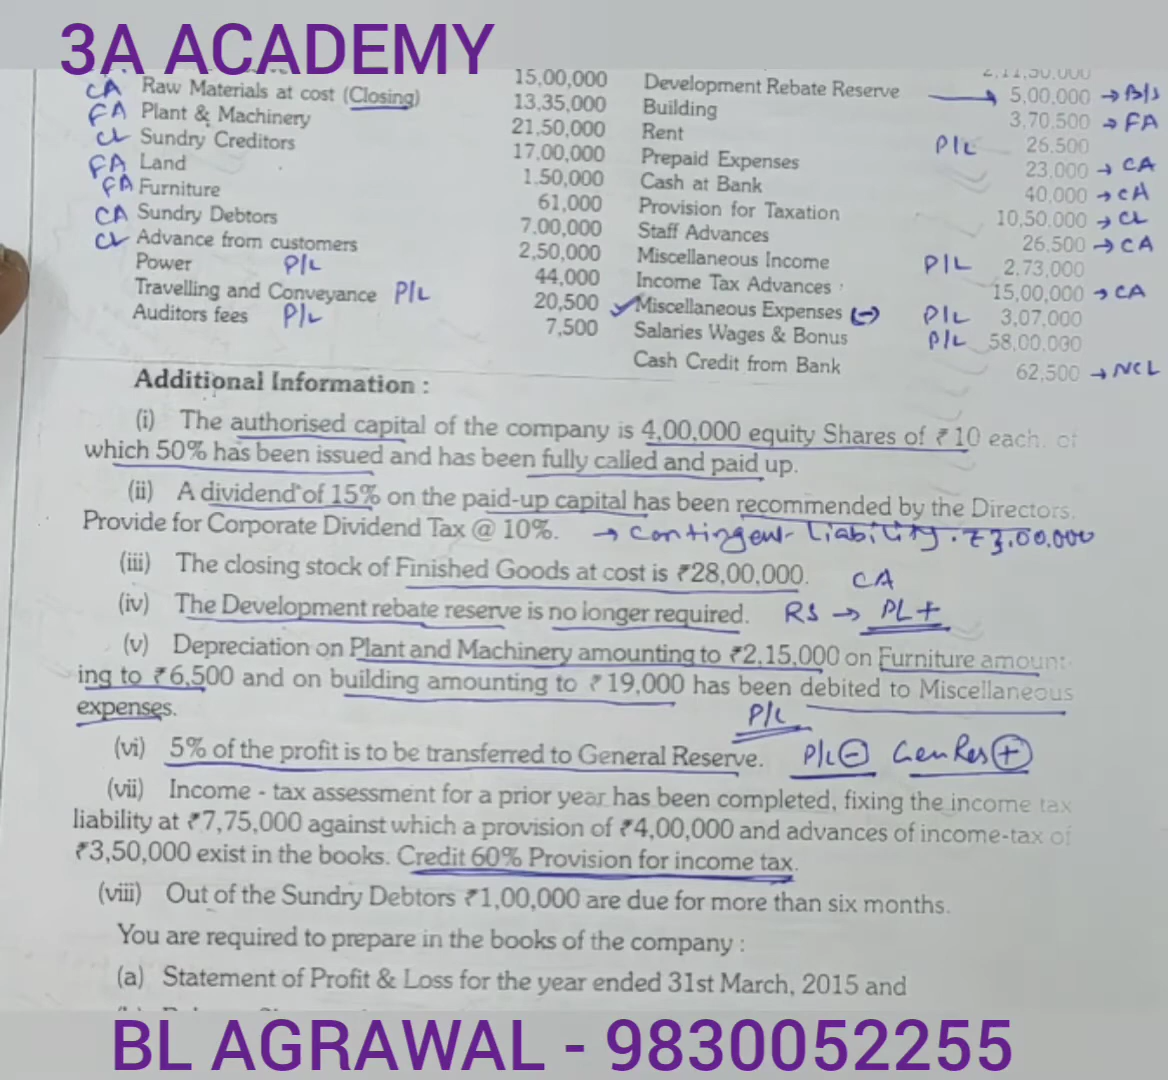 3A ACADEMY
2,11,50,000
CA Raw Materials at cost (Closing) 15,00,000 Development Rebate Reserve 5,00,000 → B/S
FA Plant & Machinery 13,35,000 Building 3,70,500 → FA
CL Sundry Creditors 21,50,000 Rent P/L 26,500
FA Land 17,00,000 Prepaid Expenses 23,000 → CA
FA Furniture 1,50,000 Cash at Bank 40,000 → CA
CA Sundry Debtors 61,000 Provision for Taxation 10,50,000 → CL
CL Advance from customers 7,00,000 Staff Advances 26,500 → CA
Power P/L 2,50,000 Miscellaneous Income P/L 2,73,000
Travelling and Conveyance P/L 44,000 Income Tax Advances 15,00,000 → CA
Auditors fees P/L 20,500 Miscellaneous Expenses (-) P/L 3,07,000
7,500 Salaries Wages & Bonus P/L 58,00,000
Cash Credit from Bank 62,500 → NCL
Additional Information :
(i) The authorised capital of the company is 4,00,000 equity Shares of ₹ 10 each, of
which 50% has been issued and has been fully called and paid up.
(ii) A dividend of 15% on the paid-up capital has been recommended by the Directors.
Provide for Corporate Dividend Tax @ 10%. → Contingent Liability. ₹ 3,00,000
(iii) The closing stock of Finished Goods at cost is ₹28,00,000. CA
(iv) The Development rebate reserve is no longer required. RS → PL +
(v) Depreciation on Plant and Machinery amounting to ₹2,15,000 on Furniture amount-
ing to ₹6,500 and on building amounting to ₹19,000 has been debited to Miscellaneous
expenses. P/L
(vi) 5% of the profit is to be transferred to General Reserve. P/L - Gen Res +
(vii) Income - tax assessment for a prior year has been completed, fixing the income tax
liability at ₹7,75,000 against which a provision of ₹4,00,000 and advances of income-tax of
₹3,50,000 exist in the books. Credit 60% Provision for income tax.
(viii) Out of the Sundry Debtors ₹1,00,000 are due for more than six months.
You are required to prepare in the books of the company :
(a) Statement of Profit & Loss for the year ended 31st March, 2015 and
BL AGRAWAL - 9830052255